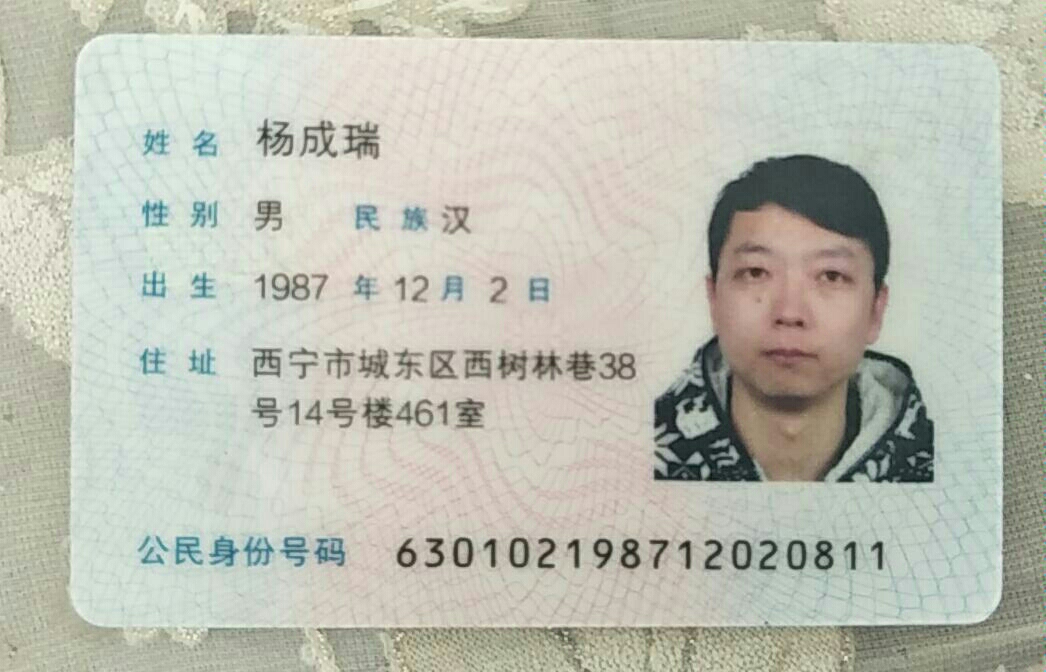 姓名 杨成瑞
性别 男 民族 汉
出生 1987 年 12 月 2 日
住址 西宁市城东区西树林巷38
号14号楼461室
公民身份号码 630102198712020811